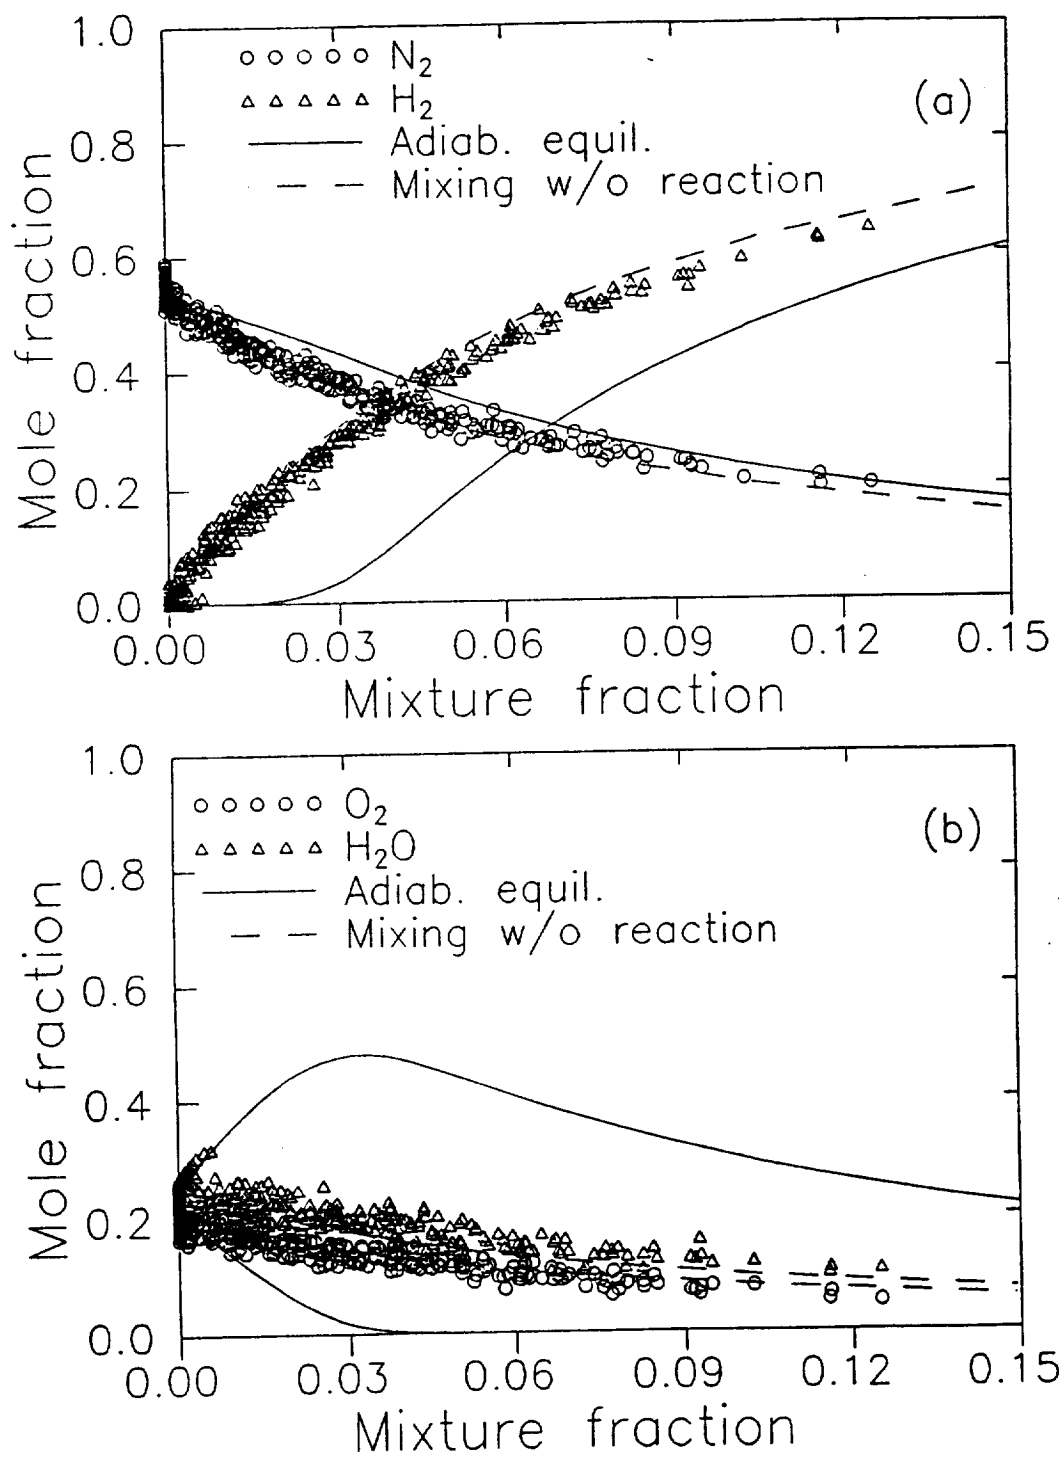 1.0
0.8
0.6
0.4
0.2
0.0
Mole fraction
N2
H2
Adiab. equil.
Mixing w/o reaction
(a)
0.00 0.03 0.06 0.09 0.12 0.15
Mixture fraction
1.0
0.8
0.6
0.4
0.2
0.0
Mole fraction
O2
H2O
Adiab. equil.
Mixing w/o reaction
(b)
0.00 0.03 0.06 0.09 0.12 0.15
Mixture fraction